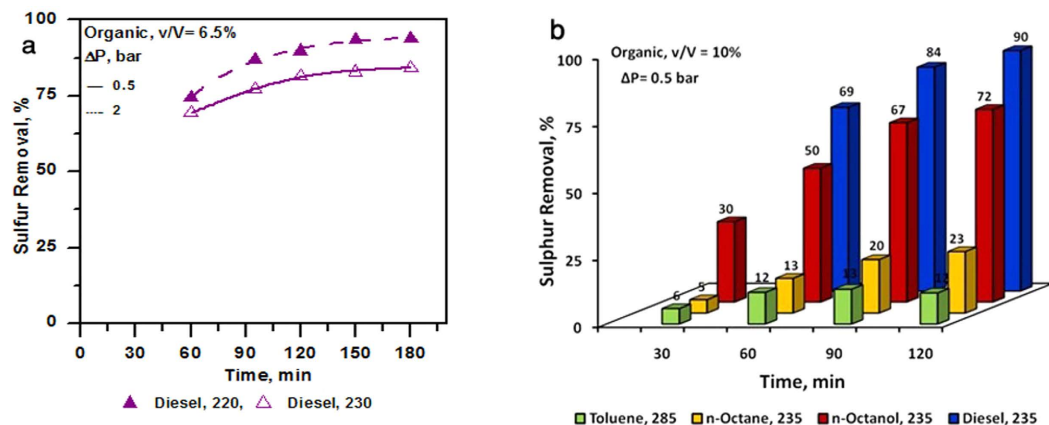 a
Organic, v/V= 6.5%
ΔP, bar
— 0.5
---- 2
100
75
50
25
0
Sulfur Removal, %
0 30 60 90 120 150 180
Time, min
Diesel, 220, Diesel, 230
b
Organic, v/V = 10%
ΔP= 0.5 bar
100
75
50
25
0
Sulphur Removal, %
6 5 30
12 13 50 69
13 20 67 84
12 23 72 90
30 60 90 120
Time, min
Toluene, 285 n-Octane, 235 n-Octanol, 235 Diesel, 235